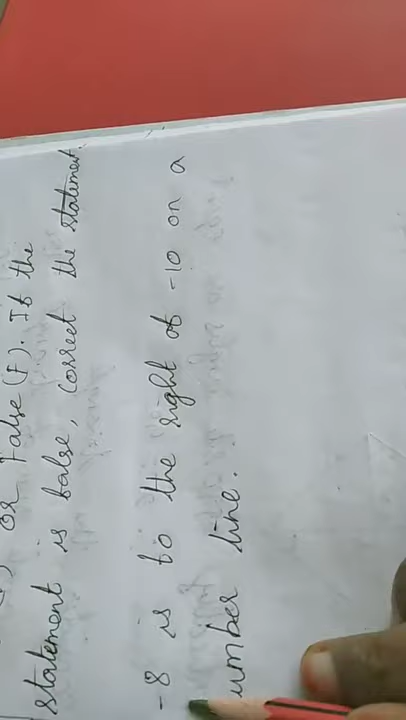 or False (F). If the
statement is false, correct the statement.
-8 is to the right of -10 on a
number line.